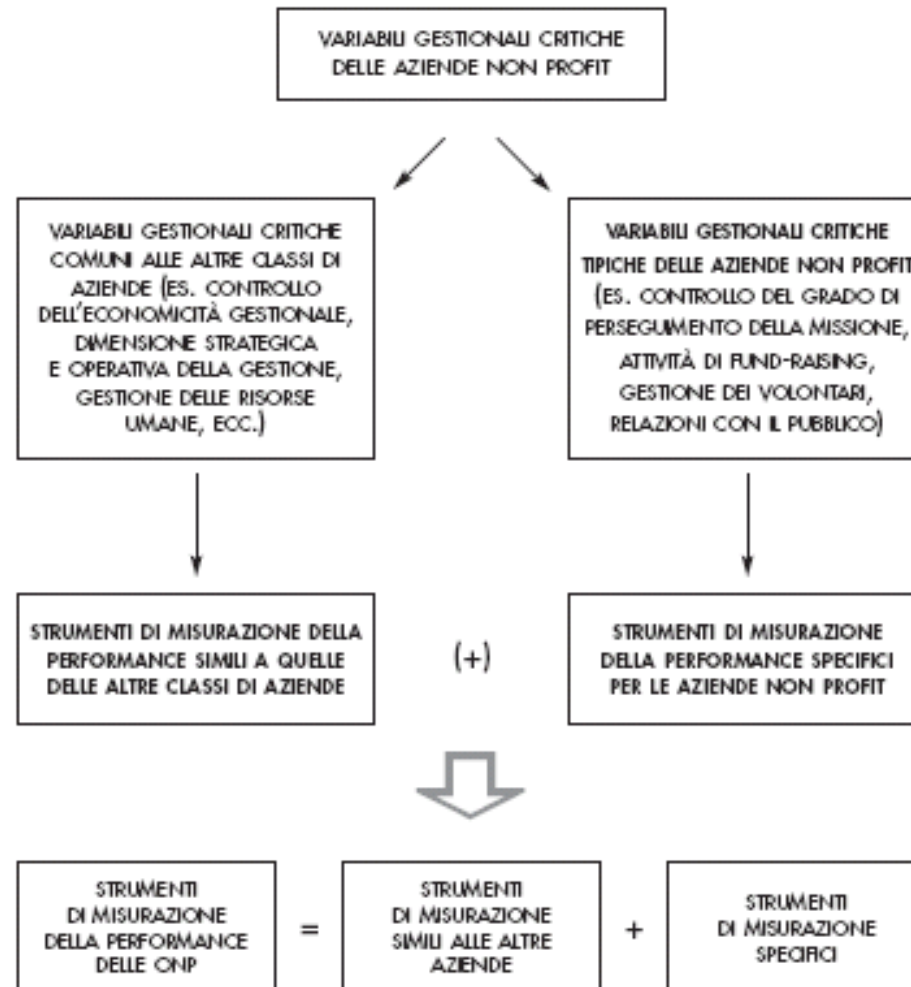 VARIABILI GESTIONALI CRITICHE
DELLE AZIENDE NON PROFIT
VARIABILI GESTIONALI CRITICHE
COMUNI ALLE ALTRE CLASSI DI
AZIENDE (ES. CONTROLLO
DELL'ECONOMICITÀ GESTIONALE,
DIMENSIONE STRATEGICA
E OPERATIVA DELLA GESTIONE,
GESTIONE DELLE RISORSE
UMANE, ECC.)
VARIABILI GESTIONALI CRITICHE
TIPICHE DELLE AZIENDE NON PROFIT
(ES. CONTROLLO DEL GRADO DI
PERSEGUIMENTO DELLA MISSIONE,
ATTIVITÀ DI FUND-RAISING,
GESTIONE DEI VOLONTARI,
RELAZIONI CON IL PUBBLICO)
STRUMENTI DI MISURAZIONE DELLA
PERFORMANCE SIMILI A QUELLE
DELLE ALTRE CLASSI DI AZIENDE
(+)
STRUMENTI DI MISURAZIONE
DELLA PERFORMANCE SPECIFICI
PER LE AZIENDE NON PROFIT
STRUMENTI
DI MISURAZIONE
DELLA PERFORMANCE
DELLE ONP
=
STRUMENTI
DI MISURAZIONE
SIMILI ALLE ALTRE
AZIENDE
+
STRUMENTI
DI MISURAZIONE
SPECIFICI